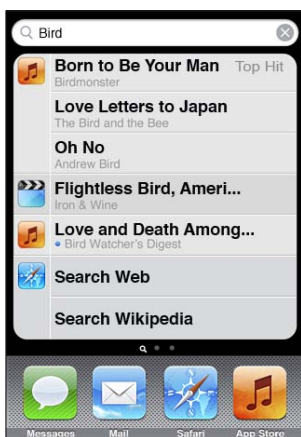 Bird
Born to Be Your Man Top Hit
Birdmonster
Love Letters to Japan
The Bird and the Bee
Oh No
Andrew Bird
Flightless Bird, Ameri...
Iron & Wine
Love and Death Among...
Bird Watcher's Digest
Search Web
Search Wikipedia
Messages Mail Safari App Store